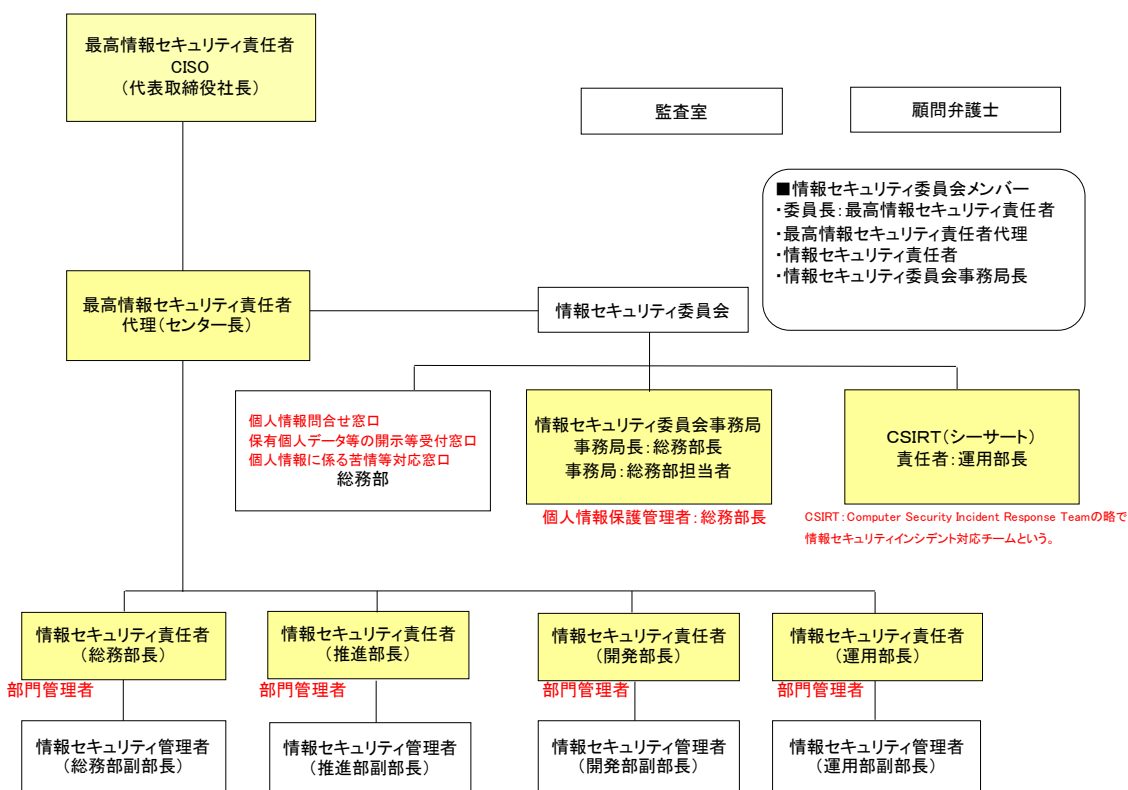 最高情報セキュリティ責任者
CISO
(代表取締役社長)
監査室
顧問弁護士
■情報セキュリティ委員会メンバー
・委員長:最高情報セキュリティ責任者
・最高情報セキュリティ責任者代理
・情報セキュリティ責任者
・情報セキュリティ委員会事務局長
最高情報セキュリティ責任者
代理(センター長)
情報セキュリティ委員会
個人情報問合せ窓口
保有個人データ等の開示等受付窓口
個人情報に係る苦情等対応窓口
総務部
情報セキュリティ委員会事務局
事務局長:総務部長
事務局:総務部担当者
個人情報保護管理者:総務部長
CSIRT(シーサート)
責任者:運用部長
CSIRT:Computer Security Incident Response Teamの略で
情報セキュリティインシデント対応チームという。
情報セキュリティ責任者
(総務部長)
部門管理者
情報セキュリティ管理者
(総務部副部長)
情報セキュリティ責任者
(推進部長)
部門管理者
情報セキュリティ管理者
(推進部副部長)
情報セキュリティ責任者
(開発部長)
部門管理者
情報セキュリティ管理者
(開発部副部長)
情報セキュリティ責任者
(運用部長)
部門管理者
情報セキュリティ管理者
(運用部副部長)